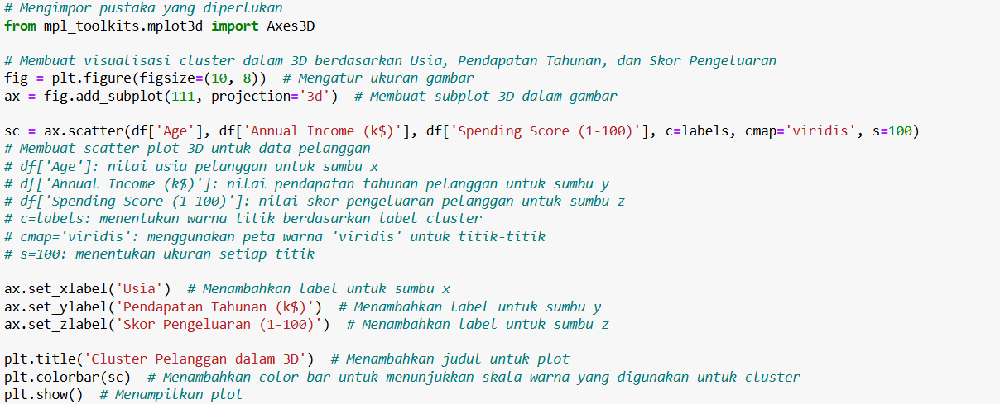 # Mengimpor pustaka yang diperlukan
from mpl_toolkits.mplot3d import Axes3D
# Membuat visualisasi cluster dalam 3D berdasarkan Usia, Pendapatan Tahunan, dan Skor Pengeluaran
fig = plt.figure(figsize=(10, 8))  # Mengatur ukuran gambar
ax = fig.add_subplot(111, projection='3d')  # Membuat subplot 3D dalam gambar
sc = ax.scatter(df['Age'], df['Annual Income (k$)'], df['Spending Score (1-100)'], c=labels, cmap='viridis', s=100)
# Membuat scatter plot 3D untuk data pelanggan
# df['Age']: nilai usia pelanggan untuk sumbu x
# df['Annual Income (k$)']: nilai pendapatan tahunan pelanggan untuk sumbu y
# df['Spending Score (1-100)']: nilai skor pengeluaran pelanggan untuk sumbu z
# c=labels: menentukan warna titik berdasarkan label cluster
# cmap='viridis': menggunakan peta warna 'viridis' untuk titik-titik
# s=100: menentukan ukuran setiap titik
ax.set_xlabel('Usia')  # Menambahkan label untuk sumbu x
ax.set_ylabel('Pendapatan Tahunan (k$)')  # Menambahkan label untuk sumbu y
ax.set_zlabel('Skor Pengeluaran (1-100)')  # Menambahkan label untuk sumbu z
plt.title('Cluster Pelanggan dalam 3D')  # Menambahkan judul untuk plot
plt.colorbar(sc)  # Menambahkan color bar untuk menunjukkan skala warna yang digunakan untuk cluster
plt.show()  # Menampilkan plot